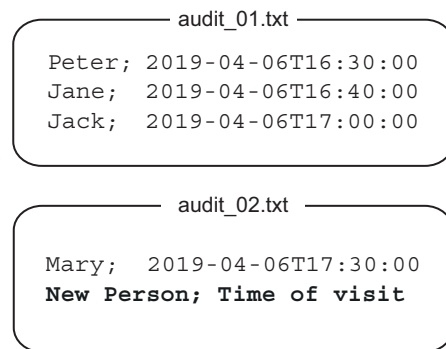 audit_01.txt
Peter; 2019-04-06T16:30:00
Jane;  2019-04-06T16:40:00
Jack;  2019-04-06T17:00:00
audit_02.txt
Mary;  2019-04-06T17:30:00
New Person; Time of visit